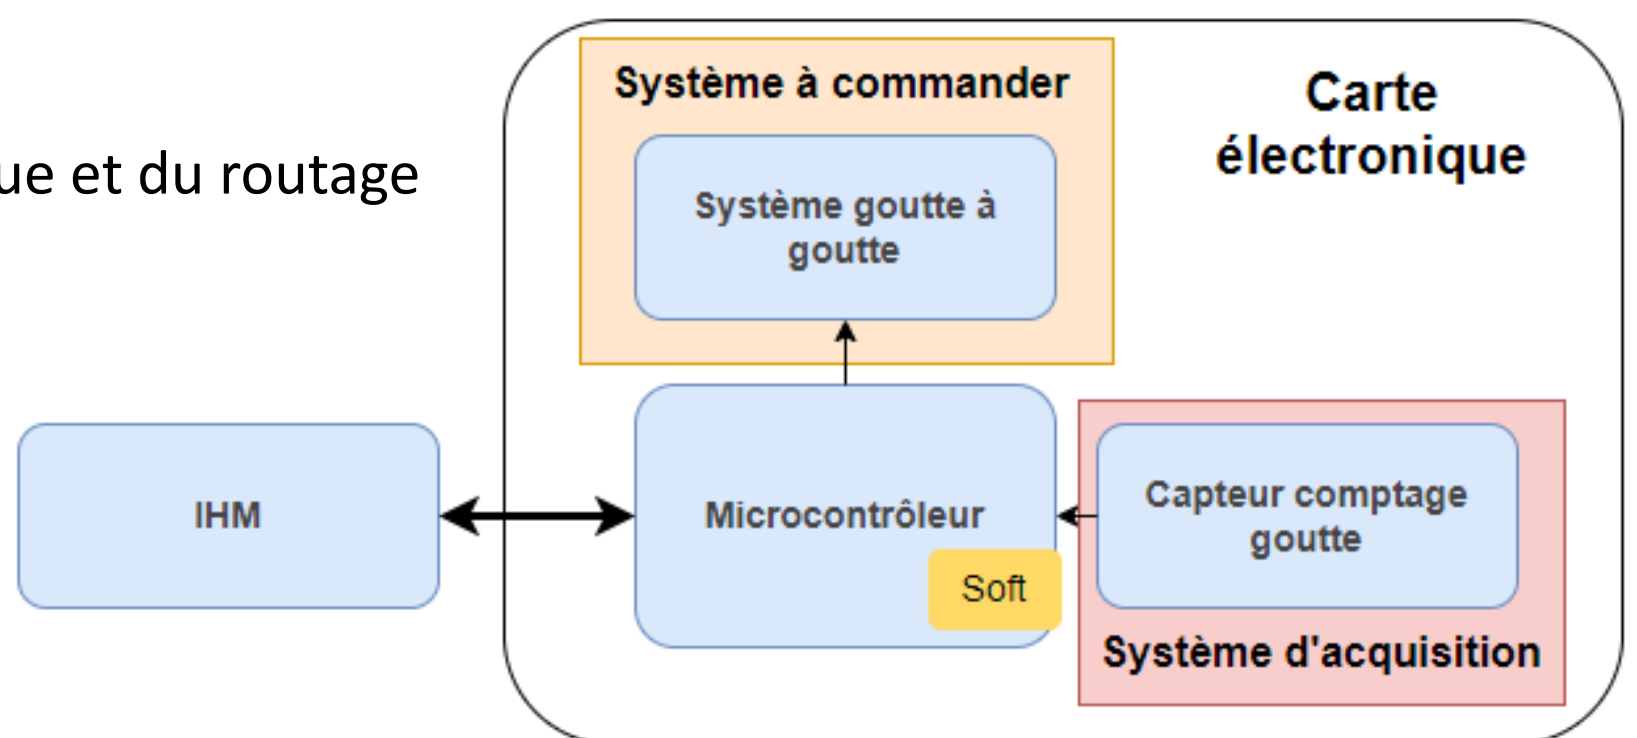 Système à commander
Carte
électronique
ue et du routage
Système goutte à
goutte
IHM
Microcontrôleur
Soft
Capteur comptage
goutte
Système d'acquisition